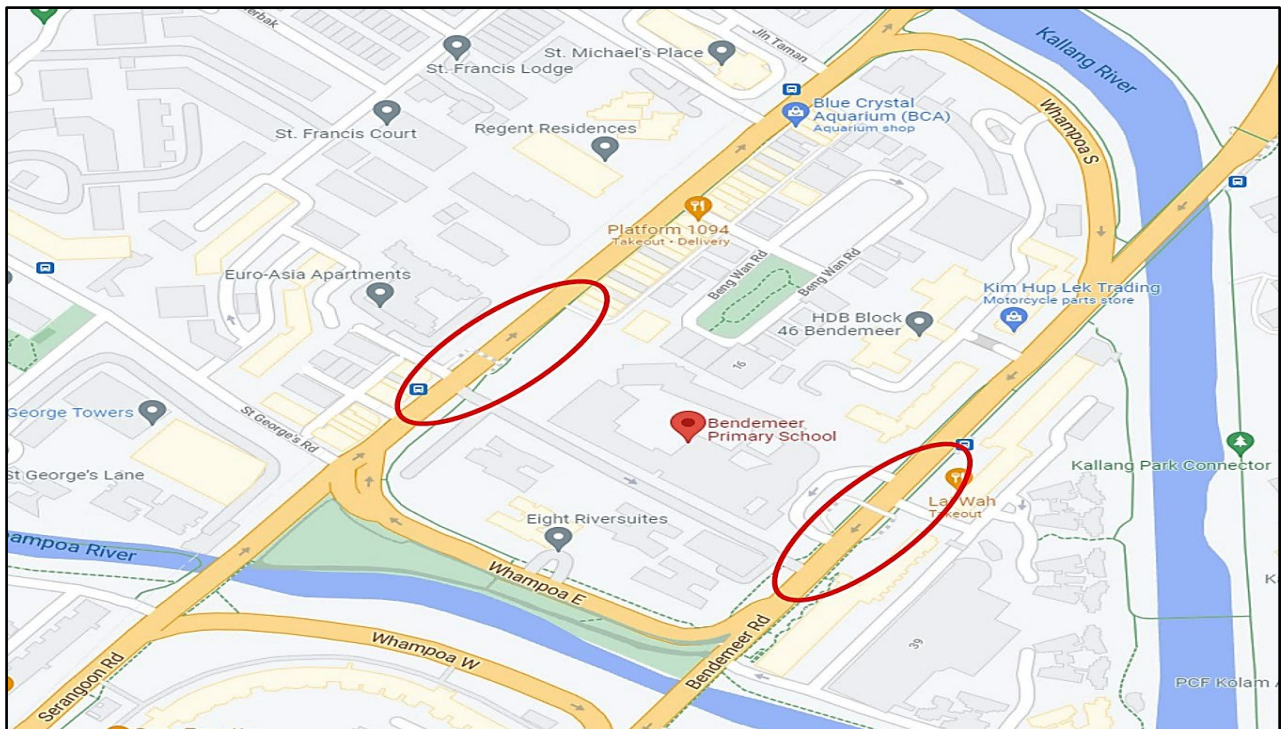 erbak
Jln Taman
Kallang River
St. Michael's Place
St. Francis Lodge
Whampoa S
Blue Crystal
Aquarium (BCA)
Aquarium shop
St. Francis Court
Regent Residences
Platform 1094
Takeout • Delivery
Euro-Asia Apartments
Beng Wan Rd
Beng Wan Rd
Kim Hup Lek Trading
Motorcycle parts store
HDB Block
46 Bendemeer
16
George Towers
St George's Rd
Bendemeer
Primary School
Kallang Park Connector
St George's Lane
Takeout
Eight Riversuites
ampoa River
Whampoa E
Whampoa W
Bendemeer Rd
39
Serangoon Rd
PCF Kolam A